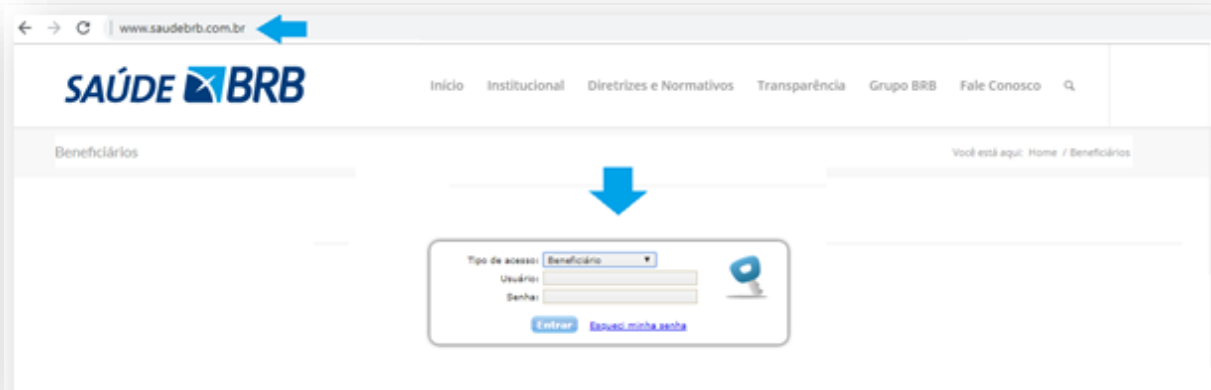 www.saudebrb.com.br
SAÚDE BRB
Início Institucional Diretrizes e Normativos Transparência Grupo BRB Fale Conosco
Beneficiários
Você está aqui: Home / Beneficiários
Tipo de acesso: Beneficiário
Usuário:
Senha:
Entrar Esqueci minha senha